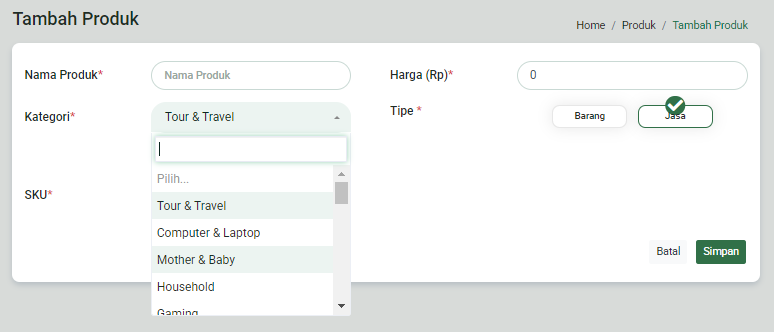 Tambah Produk
Home / Produk / Tambah Produk
Nama Produk*
Nama Produk
Harga (Rp)*
0
Kategori*
Tour & Travel
Tipe *
Barang
Jasa
Pilih...
SKU*
Tour & Travel
Computer & Laptop
Mother & Baby
Batal
Simpan
Household
Gaming